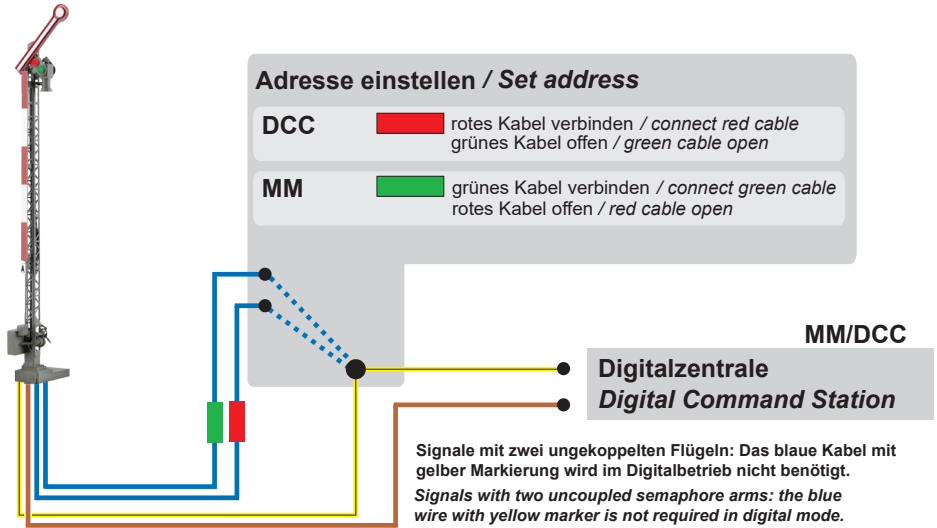 Adresse einstellen / Set address
DCC
rotes Kabel verbinden / connect red cable
grünes Kabel offen / green cable open
MM
grünes Kabel verbinden / connect green cable
rotes Kabel offen / red cable open
A
MM/DCC
Digitalzentrale
Digital Command Station
Signale mit zwei ungekoppelten Flügeln: Das blaue Kabel mit
gelber Markierung wird im Digitalbetrieb nicht benötigt.
Signals with two uncoupled semaphore arms: the blue
wire with yellow marker is not required in digital mode.